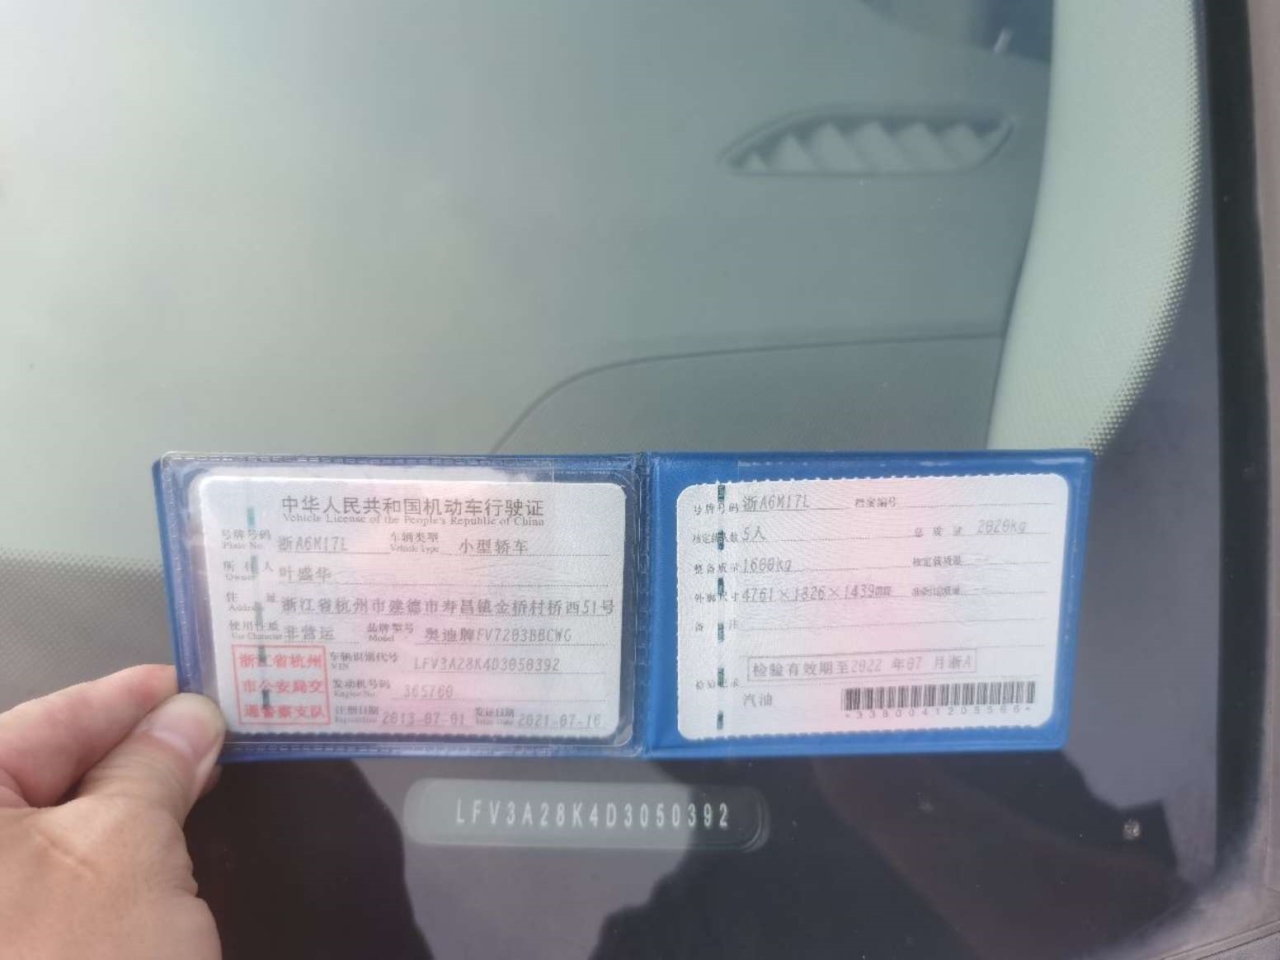 中华人民共和国机动车行驶证
Vehicle License of the People's Republic of China
号牌号码 Plate No. 浙A6M17L 车辆类型 Vehicle Type 小型轿车
所有人 Owner 叶盛华
住址 Address 浙江省杭州市建德市寿昌镇金桥村桥西51号
使用性质 Use Character 非营运 品牌型号 Model 奥迪牌FV7203BBCWG
浙江省杭州市公安局交通警察支队
车辆识别代号 VIN LFV3A28K4D3050392
发动机号码 Engine No. 365760
注册日期 2013-07-01 发证日期 2021-07-16
号牌号码 浙A6M17L 档案编号
核定载人数 5人 总质量 2020kg
整备质量 1600kg 核定载质量
外廓尺寸 4761×1826×1439mm
备注
检验有效期至2022年07月浙A
检验记录
汽油
*3390041205566*
LFV3A28K4D3050392